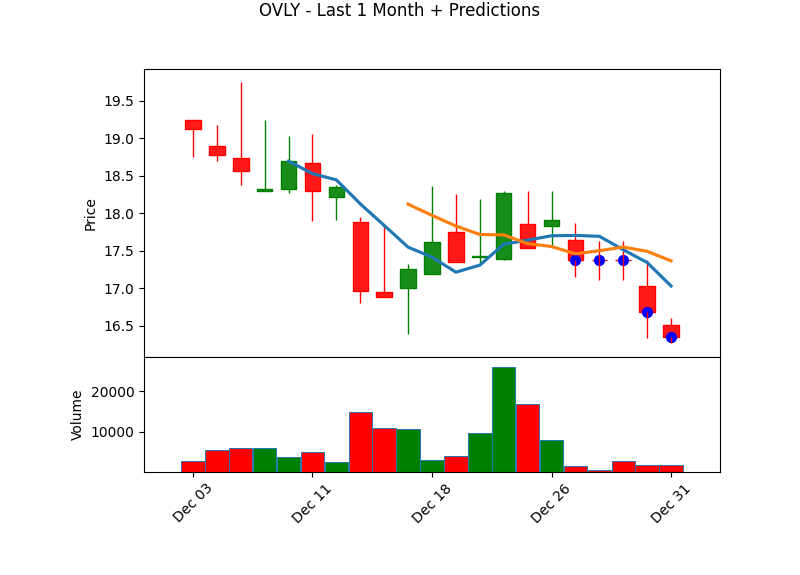 OVLY - Last 1 Month + Predictions
Price
19.5
19.0
18.5
18.0
17.5
17.0
16.5
Volume
20000
10000
Dec 03
Dec 11
Dec 18
Dec 26
Dec 31